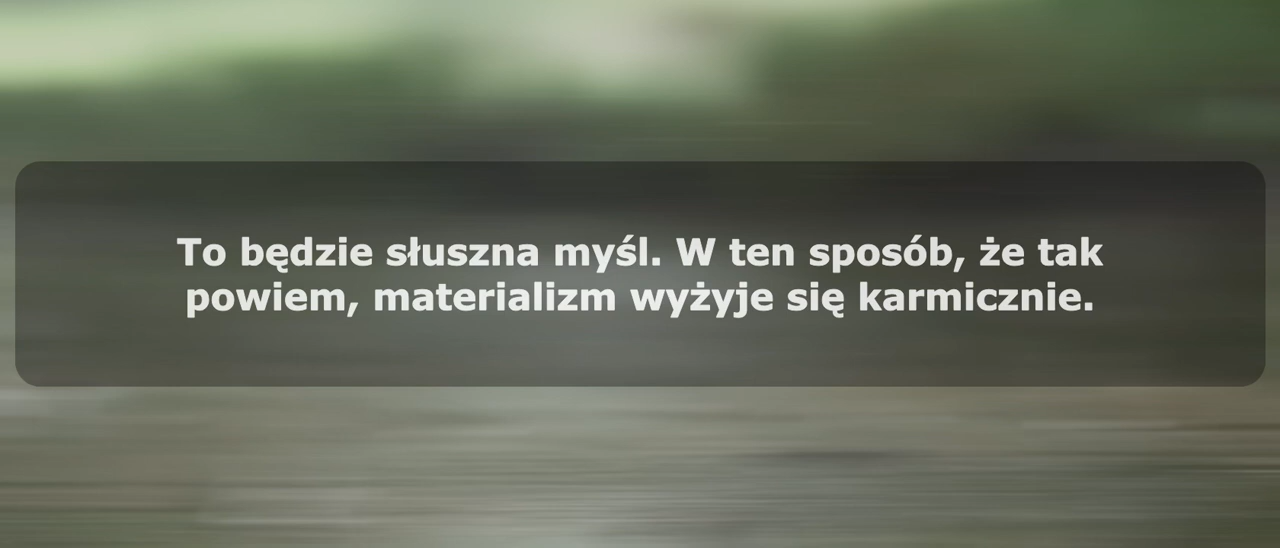 To będzie słuszna myśl. W ten sposób, że tak
powiem, materializm wyżyje się karmicznie.